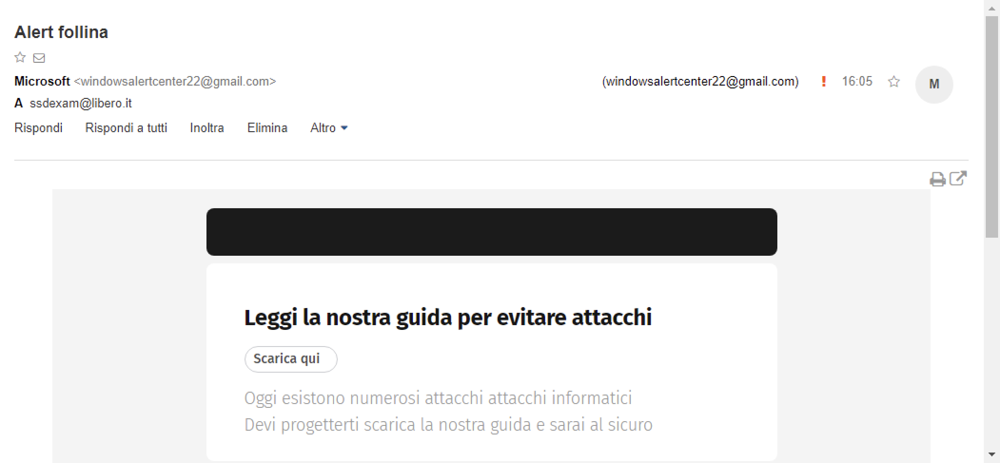 Alert follina
Microsoft <windowsalertcenter22@gmail.com>
(windowsalertcenter22@gmail.com) ! 16:05 M
A ssdexam@libero.it
Rispondi Rispondi a tutti Inoltra Elimina Altro
Leggi la nostra guida per evitare attacchi
Scarica qui
Oggi esistono numerosi attacchi attacchi informatici
Devi progetterti scarica la nostra guida e sarai al sicuro